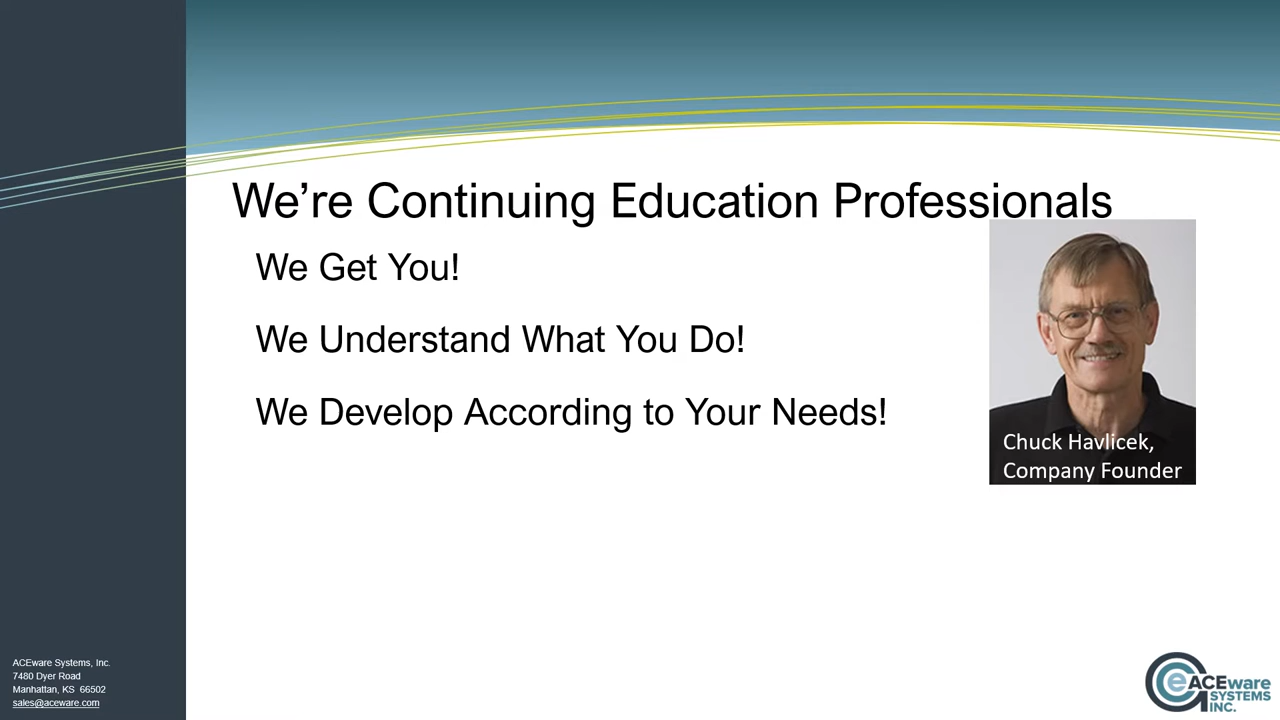 We’re Continuing Education Professionals
We Get You!
We Understand What You Do!
We Develop According to Your Needs!
Chuck Havlicek,
Company Founder
ACEware Systems, Inc.
7480 Dyer Road
Manhattan, KS 66502
sales@aceware.com
e ACEware
SYSTEMS
INC.